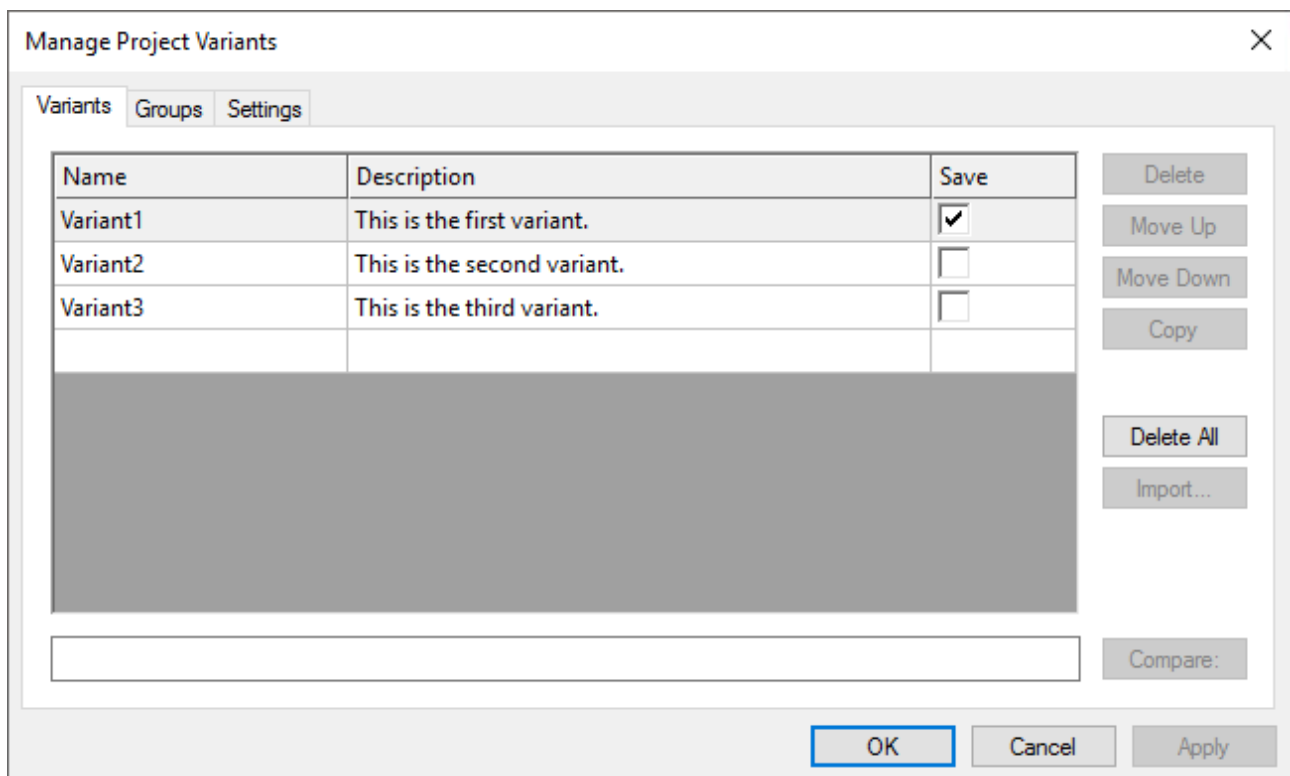 Manage Project Variants
Variants Groups Settings
Name Description Save
Variant1 This is the first variant.
Variant2 This is the second variant.
Variant3 This is the third variant.
Delete
Move Up
Move Down
Copy
Delete All
Import...
Compare:
OK Cancel Apply